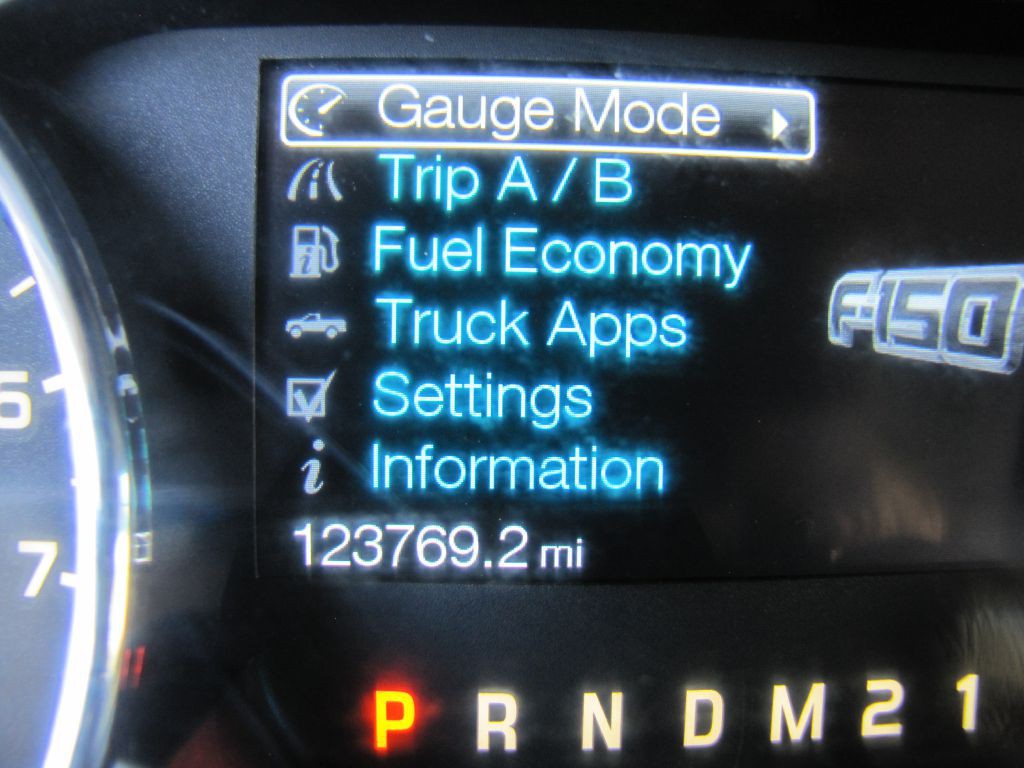 Gauge Mode
Trip A / B
Fuel Economy
Truck Apps
Settings
Information
123769.2 mi
F-150
6
7
P R N D M 2 1